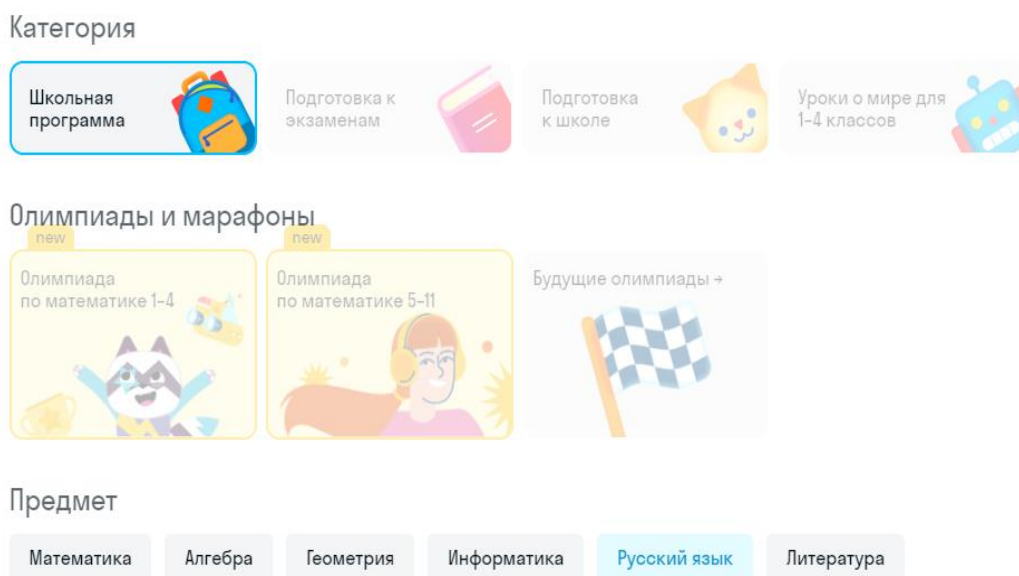 Категория
Школьная
программа
Подготовка к
экзаменам
Подготовка
к школе
Уроки о мире для
1-4 классов
Олимпиады и марафоны
new
new
Олимпиада
по математике 1-4
Олимпиада
по математике 5-11
Будущие олимпиады →
Предмет
Математика
Алгебра
Геометрия
Информатика
Русский язык
Литература